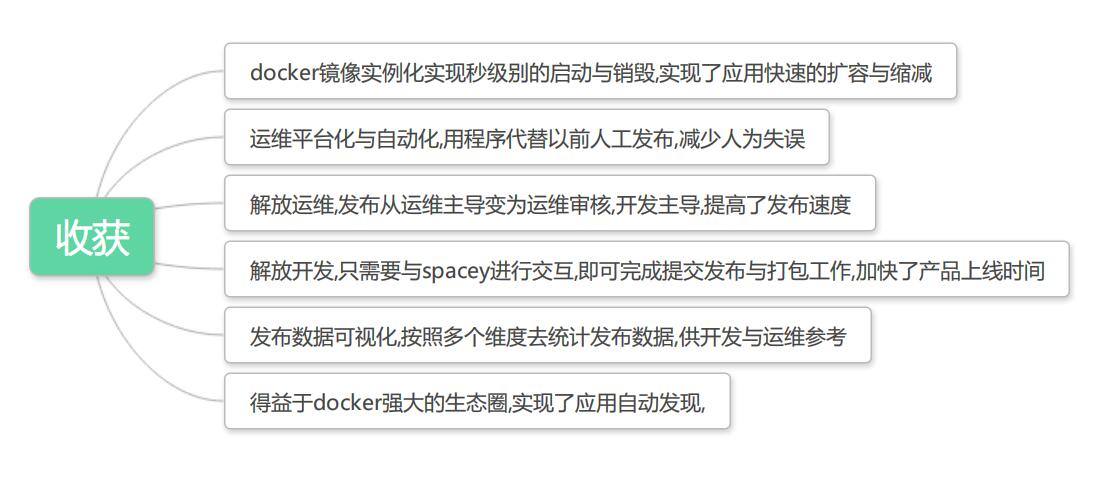 收获
docker镜像实例化实现秒级别的启动与销毁,实现了应用快速的扩容与缩减
运维平台化与自动化,用程序代替以前人工发布,减少人为失误
解放运维,发布从运维主导变为运维审核,开发主导,提高了发布速度
解放开发,只需要与spacey进行交互,即可完成提交发布与打包工作,加快了产品上线时间
发布数据可视化,按照多个维度去统计发布数据,供开发与运维参考
得益于docker强大的生态圈,实现了应用自动发现,